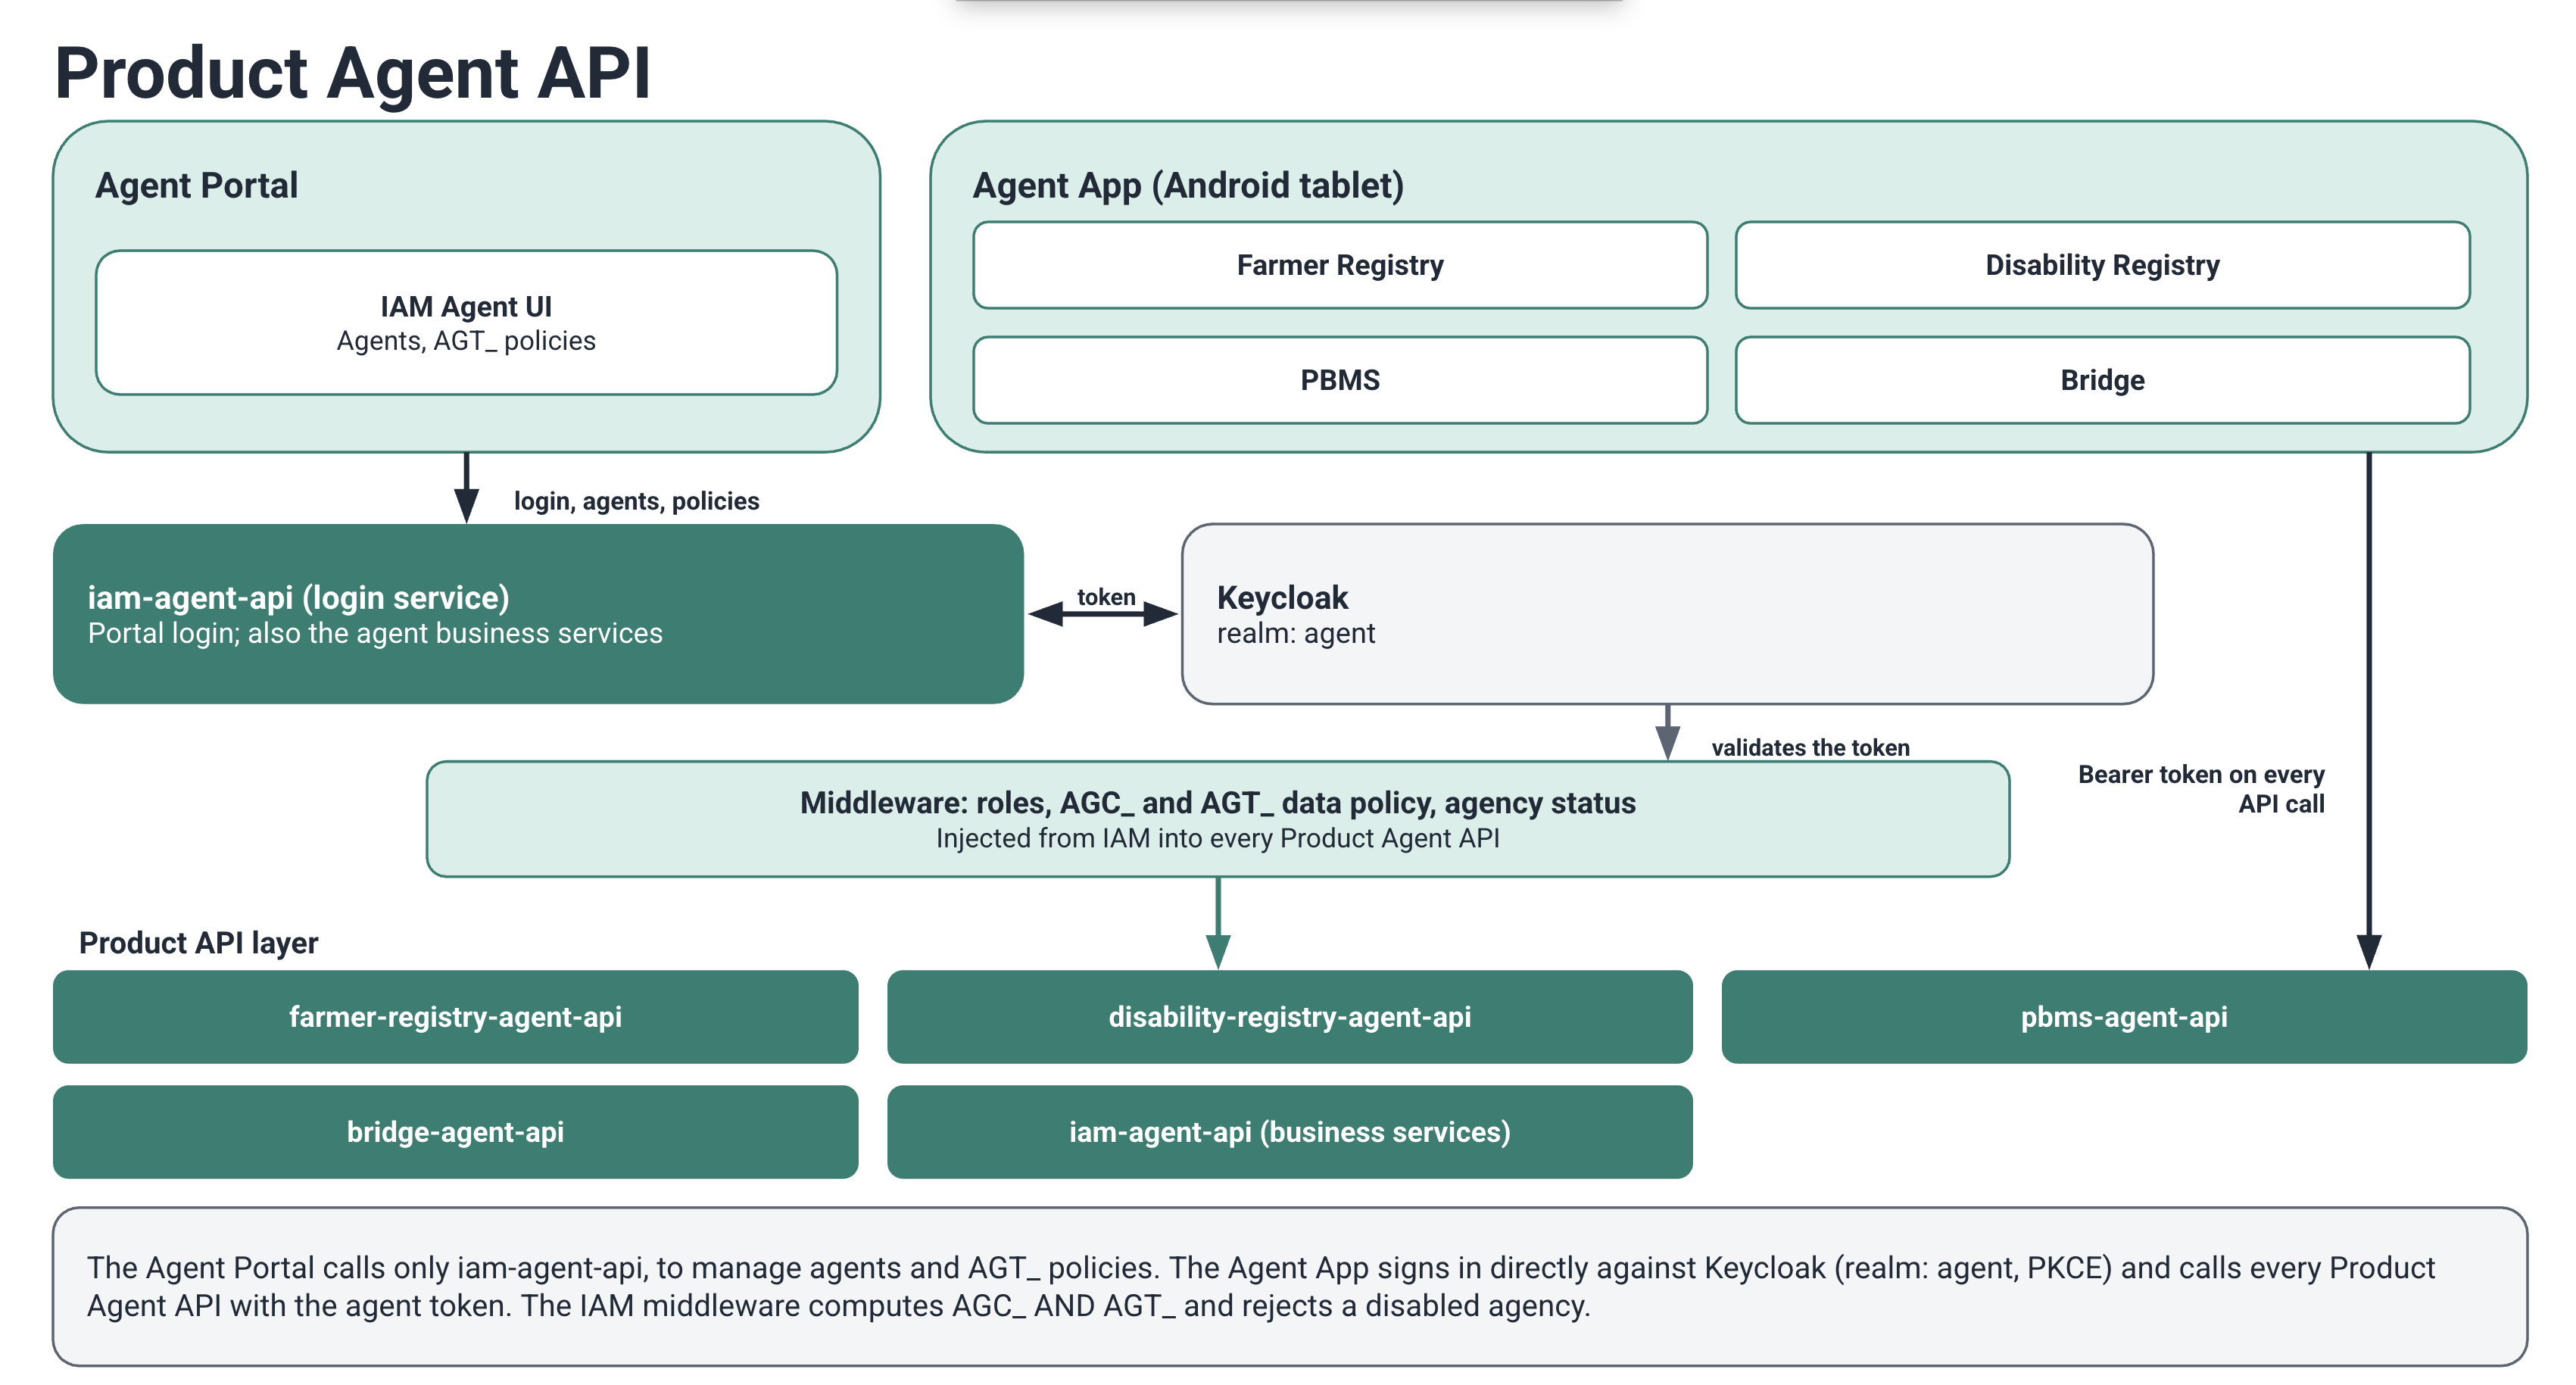 Product Agent API
Agent Portal
IAM Agent UI
Agents, AGT_ policies
Agent App (Android tablet)
Farmer Registry
Disability Registry
PBMS
Bridge
login, agents, policies
iam-agent-api (login service)
Portal login; also the agent business services
token
Keycloak
realm: agent
validates the token
Bearer token on every
API call
Middleware: roles, AGC_ and AGT_ data policy, agency status
Injected from IAM into every Product Agent API
Product API layer
farmer-registry-agent-api
disability-registry-agent-api
pbms-agent-api
bridge-agent-api
iam-agent-api (business services)
The Agent Portal calls only iam-agent-api, to manage agents and AGT_ policies. The Agent App signs in directly against Keycloak (realm: agent, PKCE) and calls every Product
Agent API with the agent token. The IAM middleware computes AGC_ AND AGT_ and rejects a disabled agency.